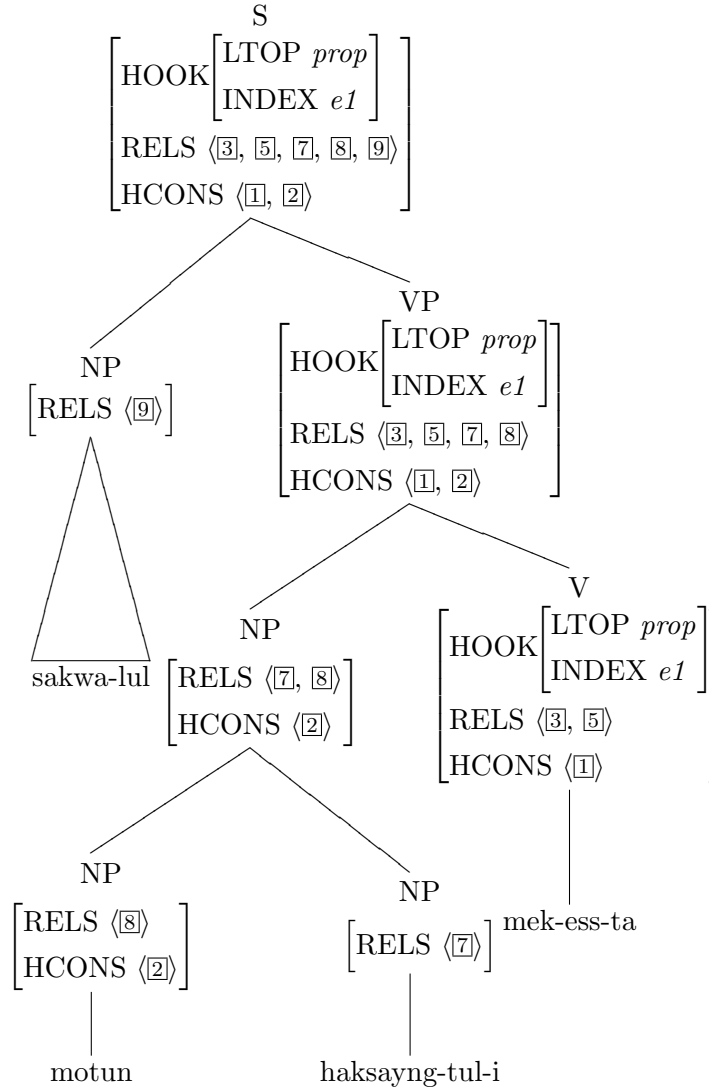 S
HOOK [LTOP prop
INDEX e1]
RELS ⟨3, 5, 7, 8, 9⟩
HCONS ⟨1, 2⟩
NP
[RELS ⟨9⟩]
VP
HOOK [LTOP prop
INDEX e1]
RELS ⟨3, 5, 7, 8⟩
HCONS ⟨1, 2⟩
sakwa-lul
NP
[RELS ⟨7, 8⟩
HCONS ⟨2⟩]
V
HOOK [LTOP prop
INDEX e1]
RELS ⟨3, 5⟩
HCONS ⟨1⟩
NP
[RELS ⟨8⟩
HCONS ⟨2⟩]
NP
[RELS ⟨7⟩]
mek-ess-ta
motun
haksayng-tul-i